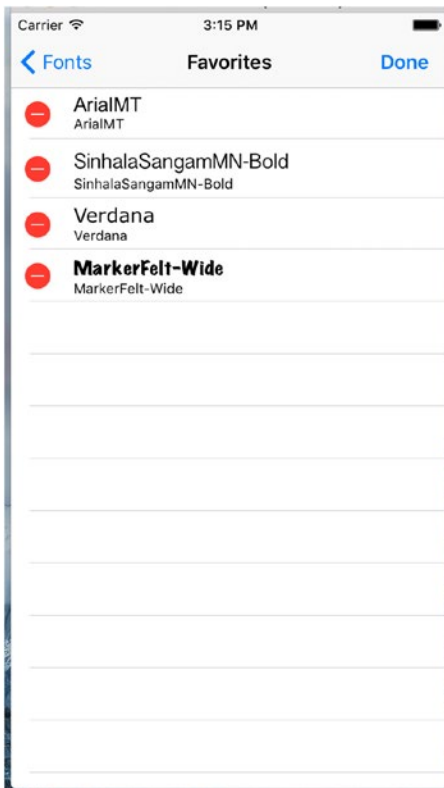 Carrier 3:15 PM
Fonts Favorites Done
ArialMT
ArialMT
SinhalaSangamMN-Bold
SinhalaSangamMN-Bold
Verdana
Verdana
MarkerFelt-Wide
MarkerFelt-Wide